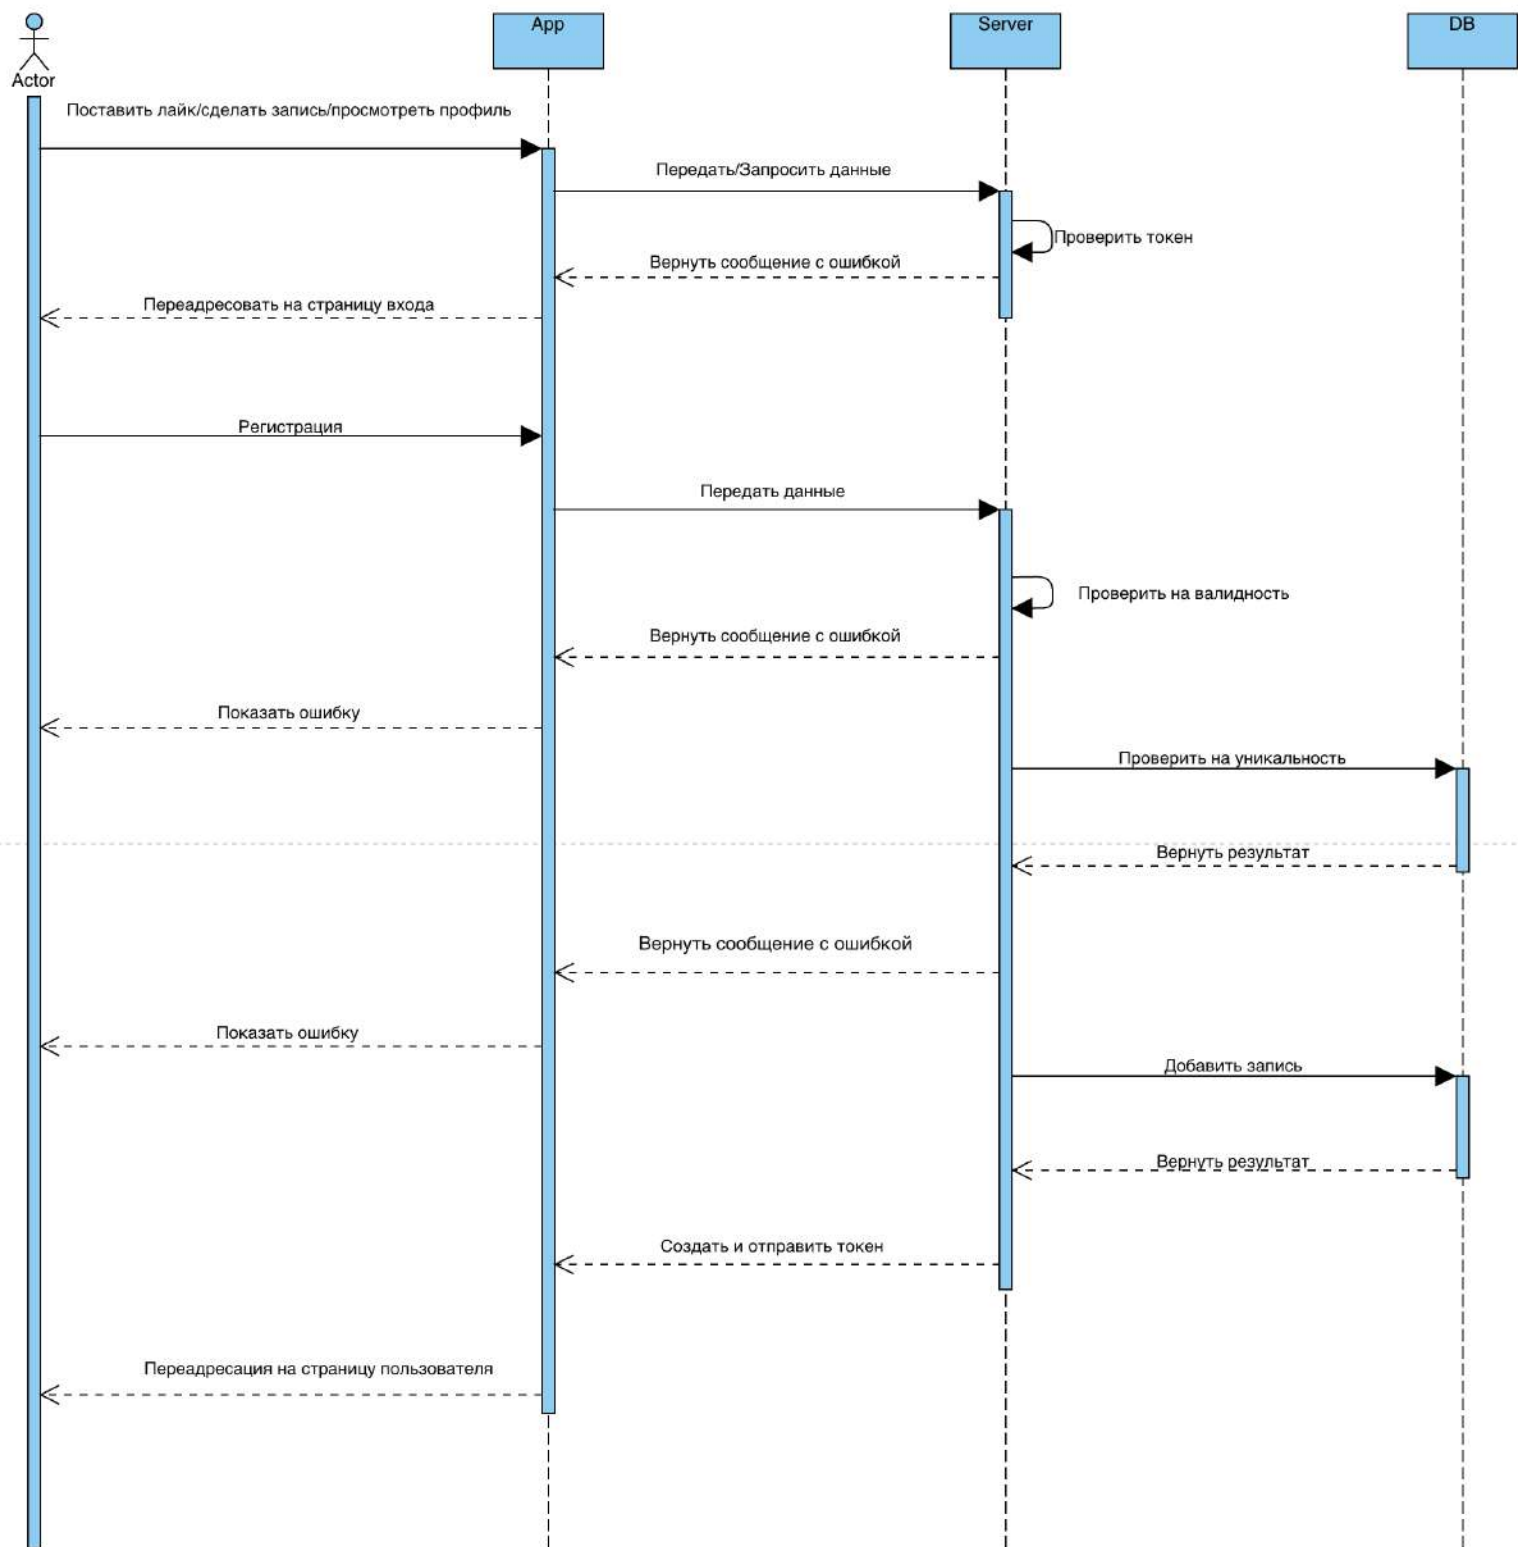 App
Server
DB
Actor
Поставить лайк/сделать запись/просмотреть профиль
Передать/Запросить данные
Проверить токен
Вернуть сообщение с ошибкой
Переадресовать на страницу входа
Регистрация
Передать данные
Проверить на валидность
Вернуть сообщение с ошибкой
Показать ошибку
Проверить на уникальность
Вернуть результат
Вернуть сообщение с ошибкой
Показать ошибку
Добавить запись
Вернуть результат
Создать и отправить токен
Переадресация на страницу пользователя